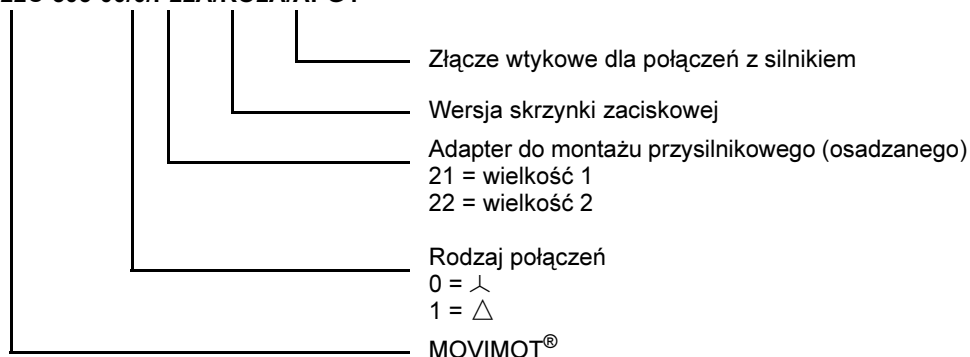 Złącze wtykowe dla połączeń z silnikiem
Wersja skrzynki zaciskowej
Adapter do montażu przysilnikowego (osadzanego)
21 = wielkość 1
22 = wielkość 2
Rodzaj połączeń
0 = ⅄
1 = △
MOVIMOT®